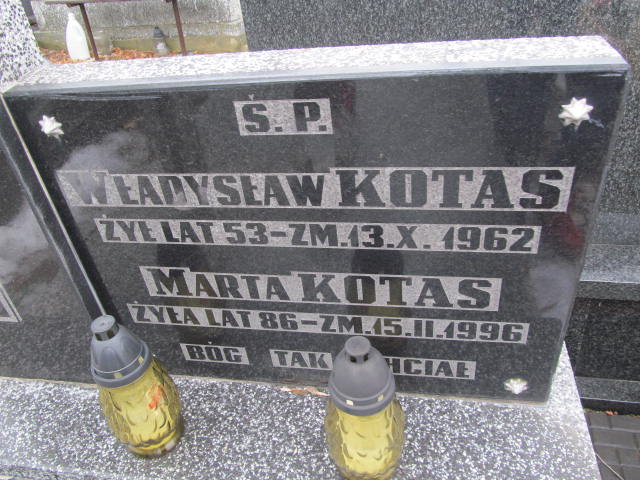 Ś. P.
WŁADYSŁAW KOTAS
ŻYŁ LAT 53-ZM.13.X. 1962
MARTA KOTAS
ŻYŁA LAT 86-ZM.15.II.1996
BÓG TAK CHCIAŁ